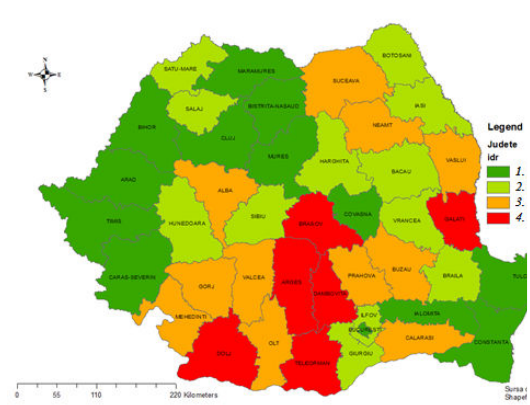 N
W E
S
BOTOSANI
SATU-MARE
MARAMURES
SUCEAVA
BISTRITA-NASAUD
IASI
SALAJ
NEAMT
BIHOR
CLUJ
MURES
HARGHITA
BACAU
VASLUI
ARAD
ALBA
HUNEDOARA
SIBIU
BRASOV
COVASNA
VRANCEA
GALATI
TIMIS
CARAS-SEVERIN
GORJ
VALCEA
ARGES
DAMBOVITA
PRAHOVA
BUZAU
BRAILA
TULC
MEHEDINTI
ILFOV
BUCURESTI
IALOMITA
CALARASI
CONSTANTA
DOLJ
OLT
TELEORMAN
GIURGIU
Legend
Judete
idr
1.
2.
3.
4.
0 55 110 220 Kilometers
Sursa
Shapef